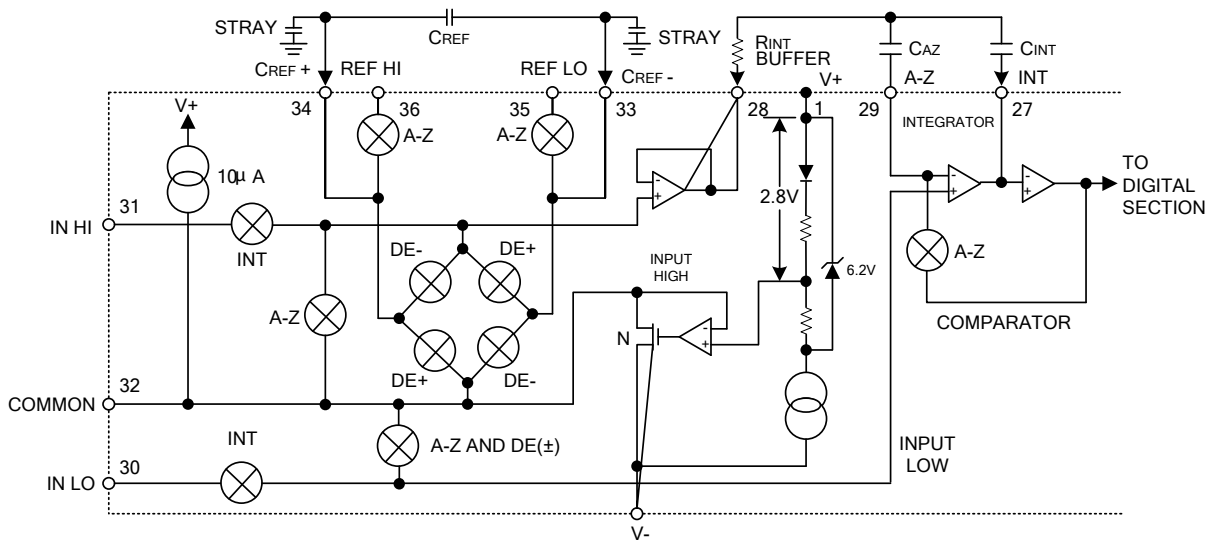 STRAY
CREF
STRAY
RINT
BUFFER
CAZ
CINT
CREF +
REF HI
REF LO
CREF -
V+
A-Z
INT
34
36
35
33
28
1
29
27
V+
A-Z
A-Z
INTEGRATOR
10µ A
2.8V
TO
DIGITAL
SECTION
31
IN HI
INT
DE-
DE+
INPUT
HIGH
6.2V
A-Z
A-Z
N
COMPARATOR
DE+
DE-
32
COMMON
INT
A-Z AND DE(±)
INPUT
LOW
30
IN LO
V-
-
+
-
+
-
+
-